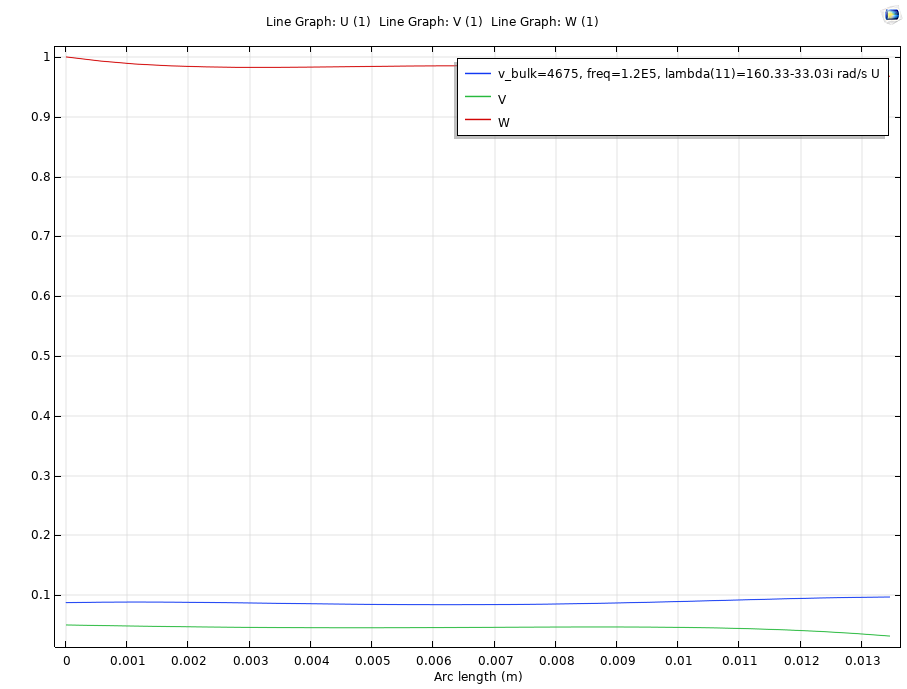 Line Graph: U (1) Line Graph: V (1) Line Graph: W (1)
1
0.9
0.8
0.7
0.6
0.5
0.4
0.3
0.2
0.1
v_bulk=4675, freq=1.2E5, lambda(11)=160.33-33.03i rad/s U
V
W
0 0.001 0.002 0.003 0.004 0.005 0.006 0.007 0.008 0.009 0.01 0.011 0.012 0.013
Arc length (m)